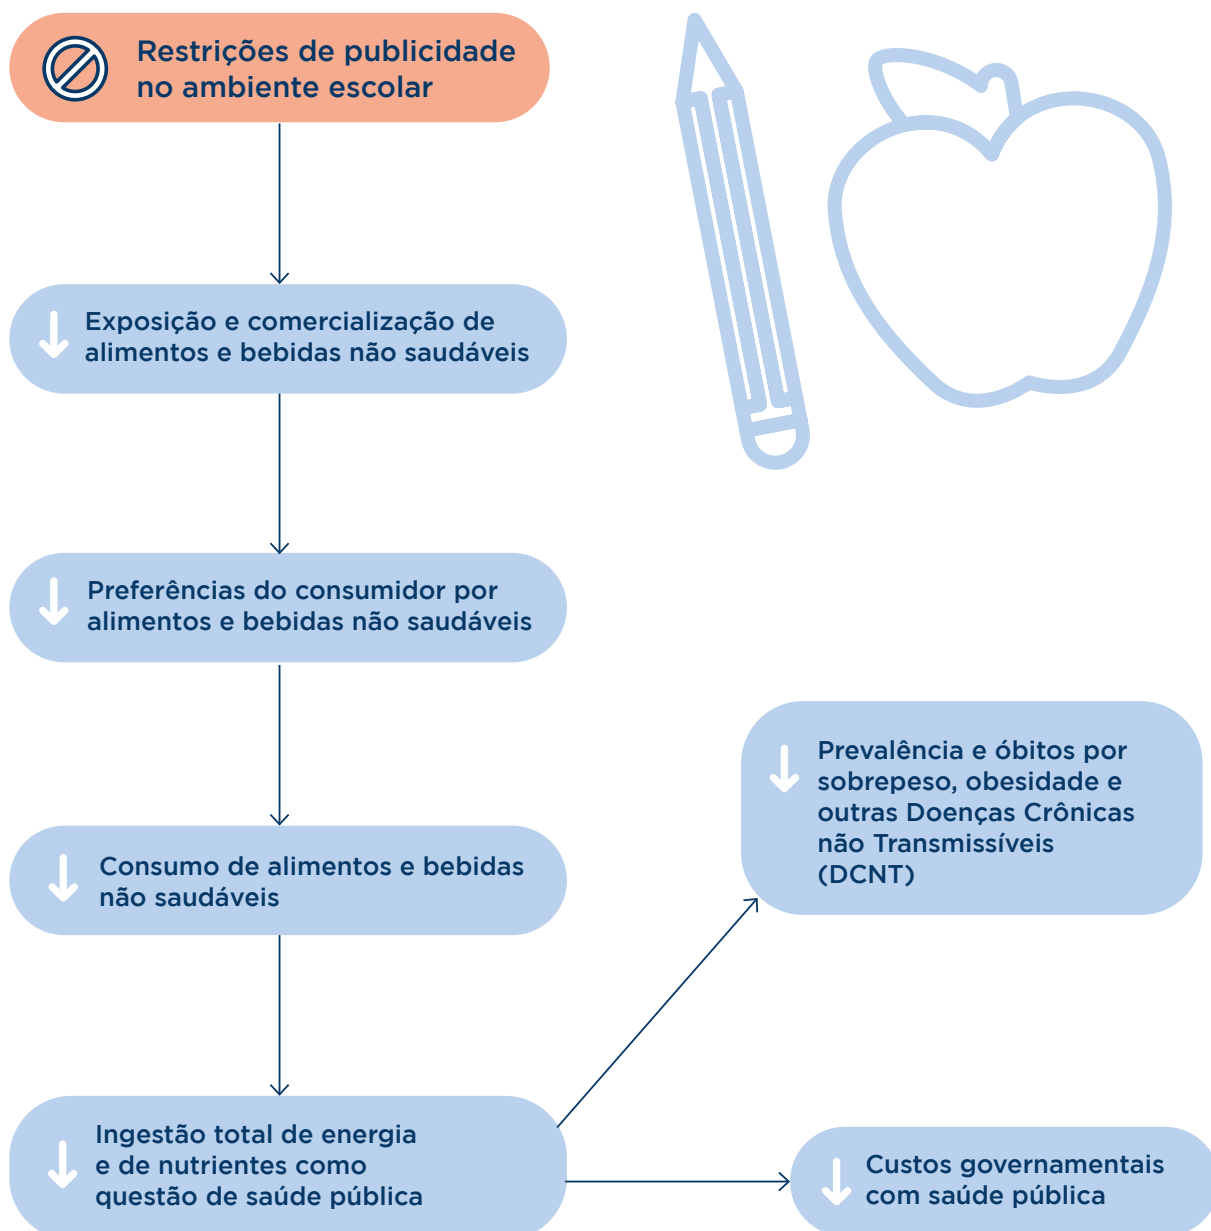 Restrições de publicidade
no ambiente escolar
Exposição e comercialização de
alimentos e bebidas não saudáveis
Preferências do consumidor por
alimentos e bebidas não saudáveis
Consumo de alimentos e bebidas
não saudáveis
Ingestão total de energia
e de nutrientes como
questão de saúde pública
Prevalência e óbitos por
sobrepeso, obesidade e
outras Doenças Crônicas
não Transmissíveis
(DCNT)
Custos governamentais
com saúde pública